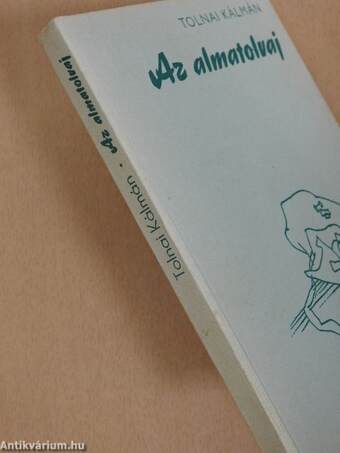 TOLNAI KÁLMÁN
Az almatolvaj
Tolnai Kálmán • Az almatolvaj
Antikvárium.hu